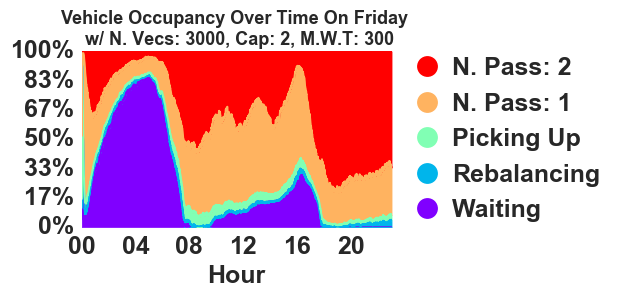 Vehicle Occupancy Over Time On Friday
w/ N. Vecs: 3000, Cap: 2, M.W.T: 300
100%
83%
67%
50%
33%
17%
0%
00 04 08 12 16 20
Hour
N. Pass: 2
N. Pass: 1
Picking Up
Rebalancing
Waiting